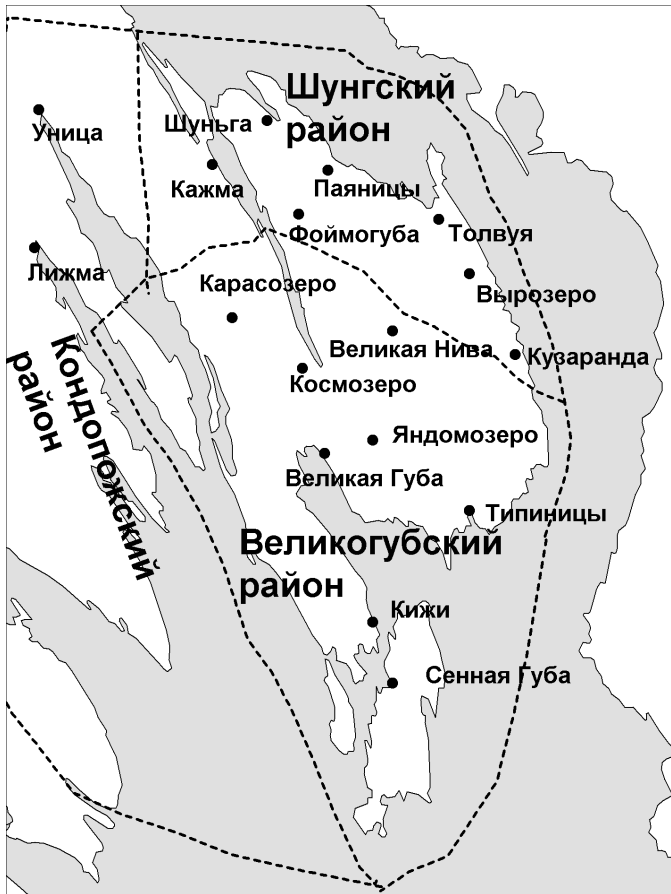 Шунгский
район
Уница
Шуньга
Кажма
Паяницы
Фоймогуба
Толвуя
Лижма
Карасозеро
Вырозеро
Великая Нива
Кузаранда
Космозеро
Кондопожский
район
Яндомозеро
Великая Губа
Типиницы
Великогубский
район
Кижи
Сенная Губа